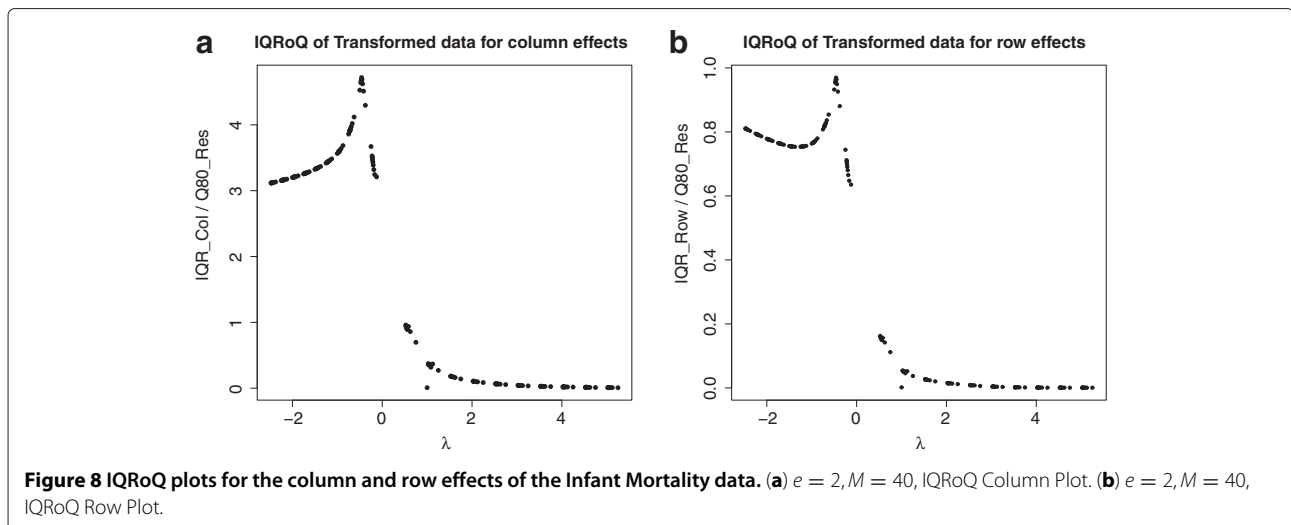 a
IQRoQ of Transformed data for column effects
IQR_Col / Q80_Res
4
3
2
1
0
−2
0
2
4
λ
b
IQRoQ of Transformed data for row effects
IQR_Row / Q80_Res
1.0
0.8
0.6
0.4
0.2
0.0
−2
0
2
4
λ
Figure 8 IQRoQ plots for the column and row effects of the Infant Mortality data. (a) e = 2, M = 40, IQRoQ Column Plot. (b) e = 2, M = 40,
IQRoQ Row Plot.